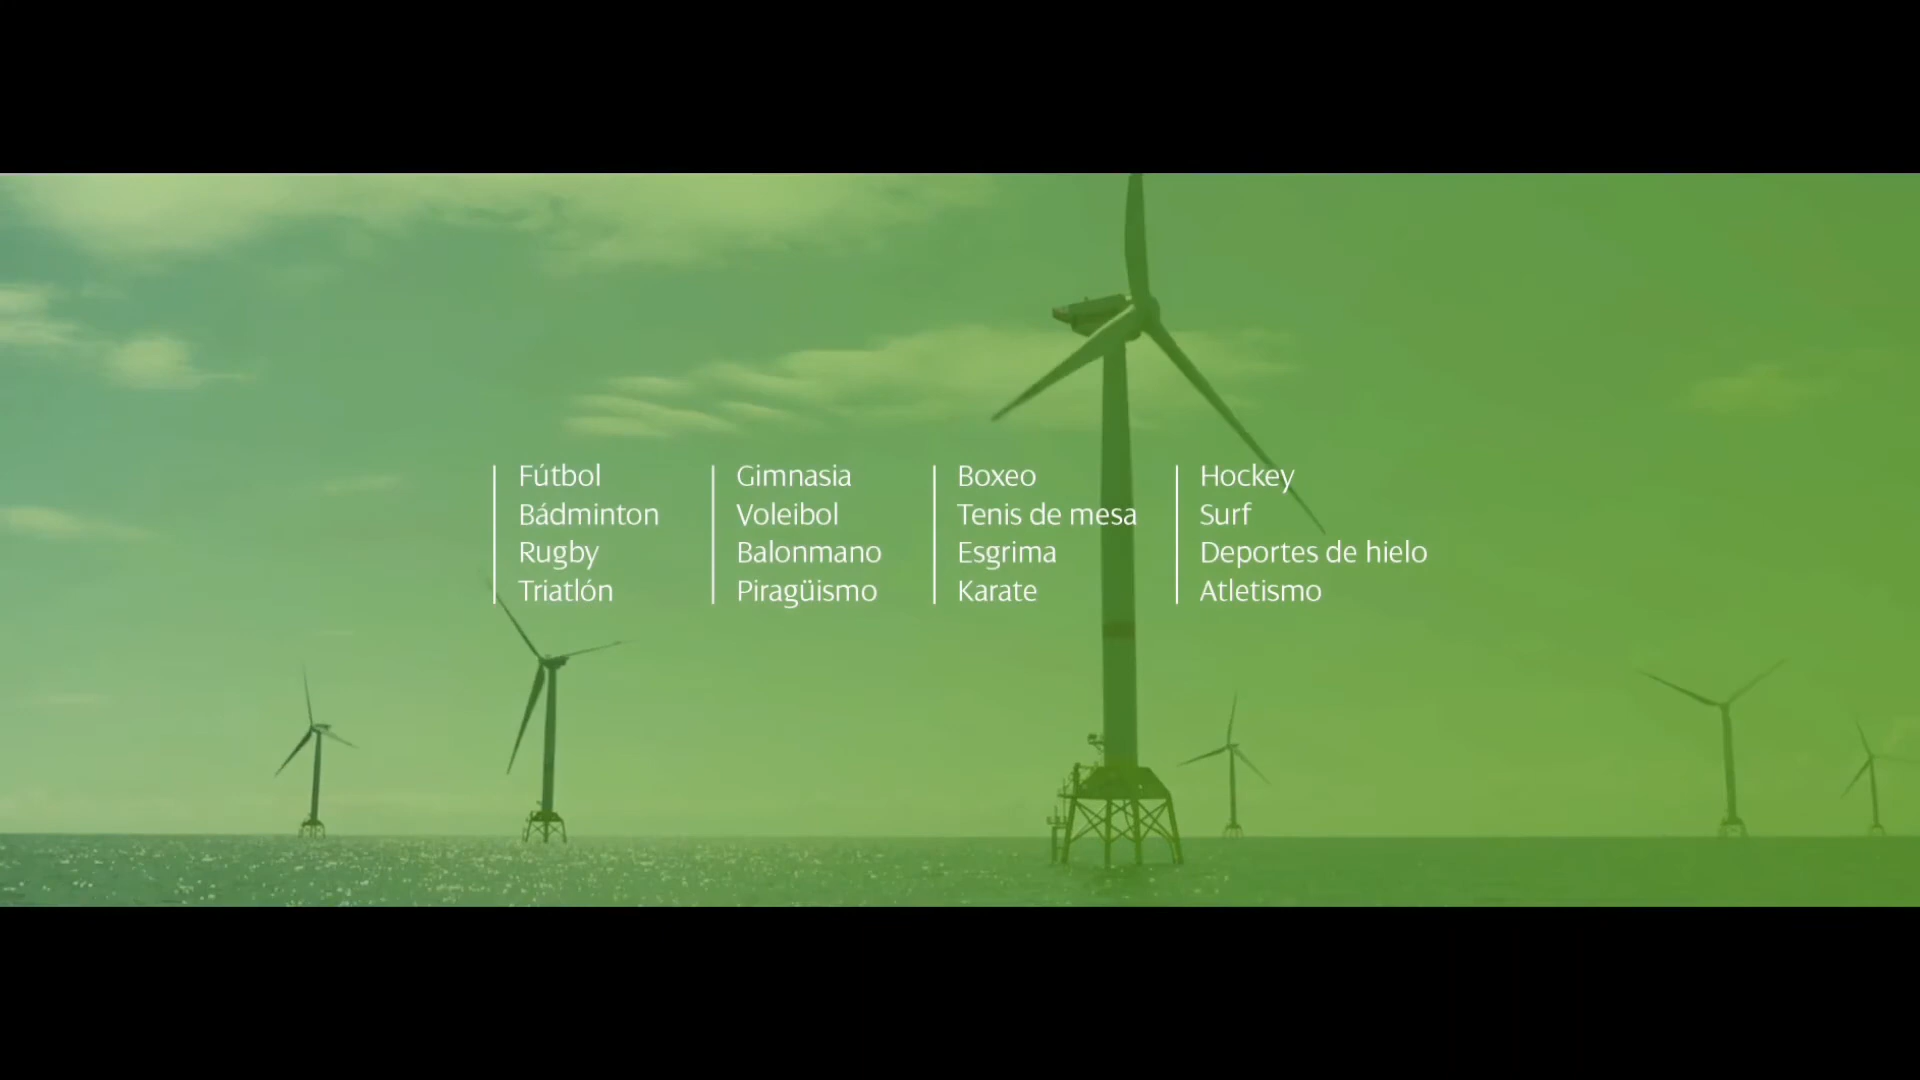 Fútbol
Bádminton
Rugby
Triatlón
Gimnasia
Voleibol
Balonmano
Piragüismo
Boxeo
Tenis de mesa
Esgrima
Karate
Hockey
Surf
Deportes de hielo
Atletismo